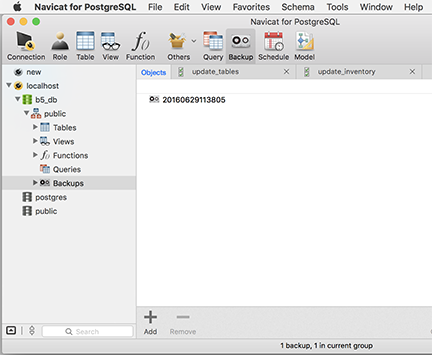 Navicat for PostgreSQL File Edit View Favorites Schema Tools Window Help
Navicat for PostgreSQL
Connection Role Table View Function Others Query Backup Schedule Model
Objects update_tables update_inventory
new
localhost
b5_db
public
Tables
Views
Functions
Queries
Backups
postgres
public
20160629113805
Add Remove
Search
1 backup, 1 in current group